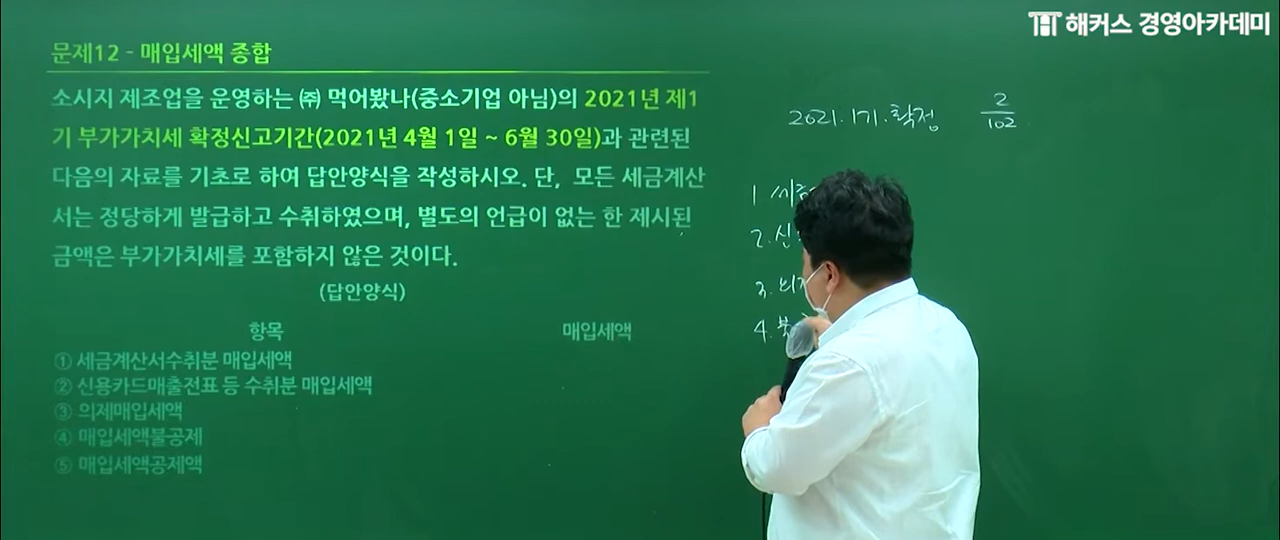 해커스 경영아카데미
문제12 - 매입세액 종합
소시지 제조업을 운영하는 ㈜ 먹어봤나(중소기업 아님)의 2021년 제1
기 부가가치세 확정신고기간(2021년 4월 1일 ~ 6월 30일)과 관련된
다음의 자료를 기초로 하여 답안양식을 작성하시오. 단, 모든 세금계산
서는 정당하게 발급하고 수취하였으며, 별도의 언급이 없는 한 제시된
금액은 부가가치세를 포함하지 않은 것이다.
(답안양식)
항목 매입세액
① 세금계산서수취분 매입세액
② 신용카드매출전표 등 수취분 매입세액
③ 의제매입세액
④ 매입세액불공제
⑤ 매입세액공제액
2021. 1기. 확정
2
102
1 세
2. 신
3.
4. 불